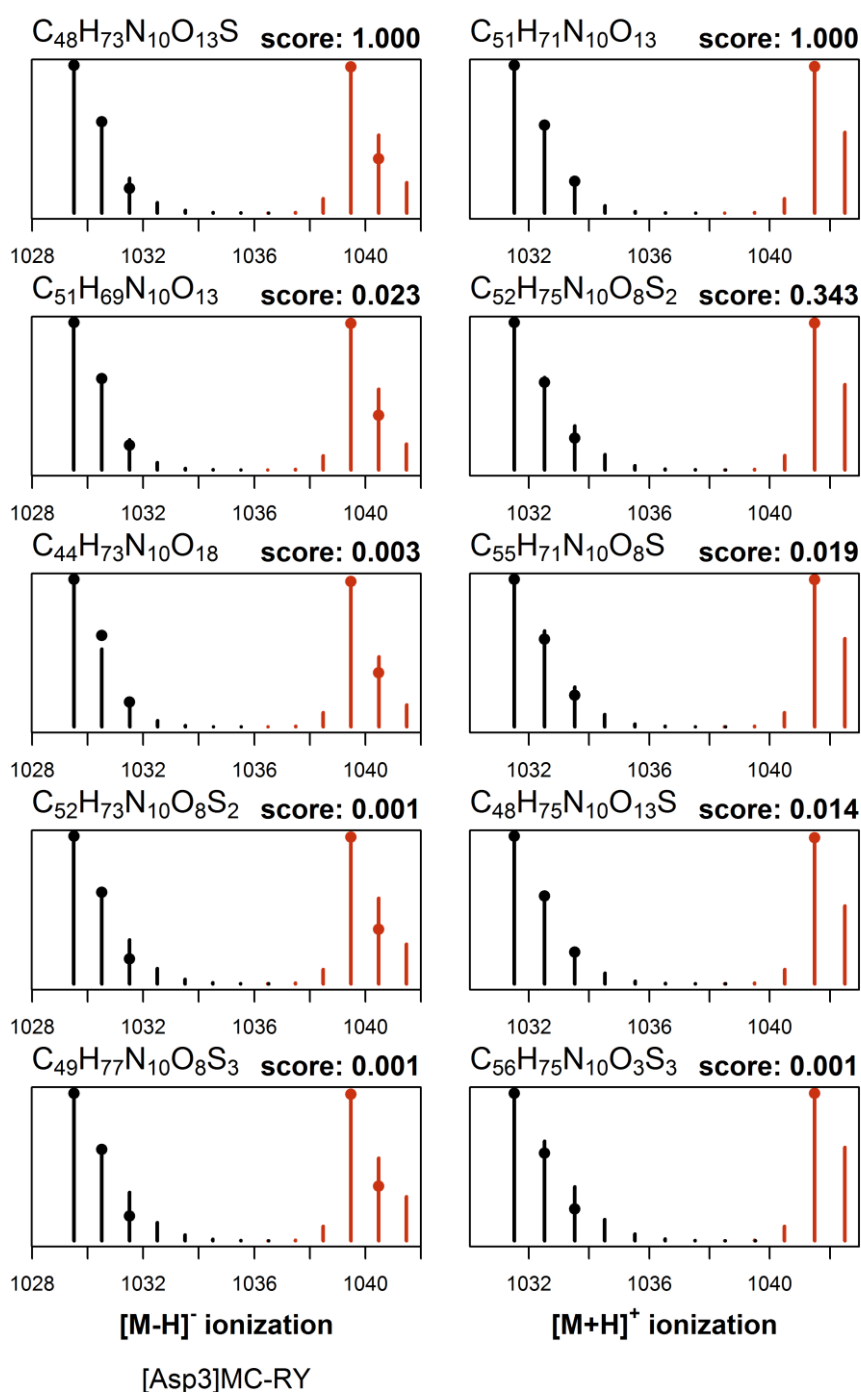 C₄₈H₇₃N₁₀O₁₃S score: 1.000 C₅₁H₇₁N₁₀O₁₃ score: 1.000
1028 1032 1036 1040 1032 1036 1040
C₅₁H₆₉N₁₀O₁₃ score: 0.023 C₅₂H₇₅N₁₀O₈S₂ score: 0.343
1028 1032 1036 1040 1032 1036 1040
C₄₄H₇₃N₁₀O₁₈ score: 0.003 C₅₅H₇₁N₁₀O₈S score: 0.019
1028 1032 1036 1040 1032 1036 1040
C₅₂H₇₃N₁₀O₈S₂ score: 0.001 C₄₈H₇₅N₁₀O₁₃S score: 0.014
1028 1032 1036 1040 1032 1036 1040
C₄₉H₇₇N₁₀O₈S₃ score: 0.001 C₅₆H₇₅N₁₀O₃S₃ score: 0.001
1028 1032 1036 1040 1032 1036 1040
[M-H]⁻ ionization [M+H]⁺ ionization
[Asp3]MC-RY